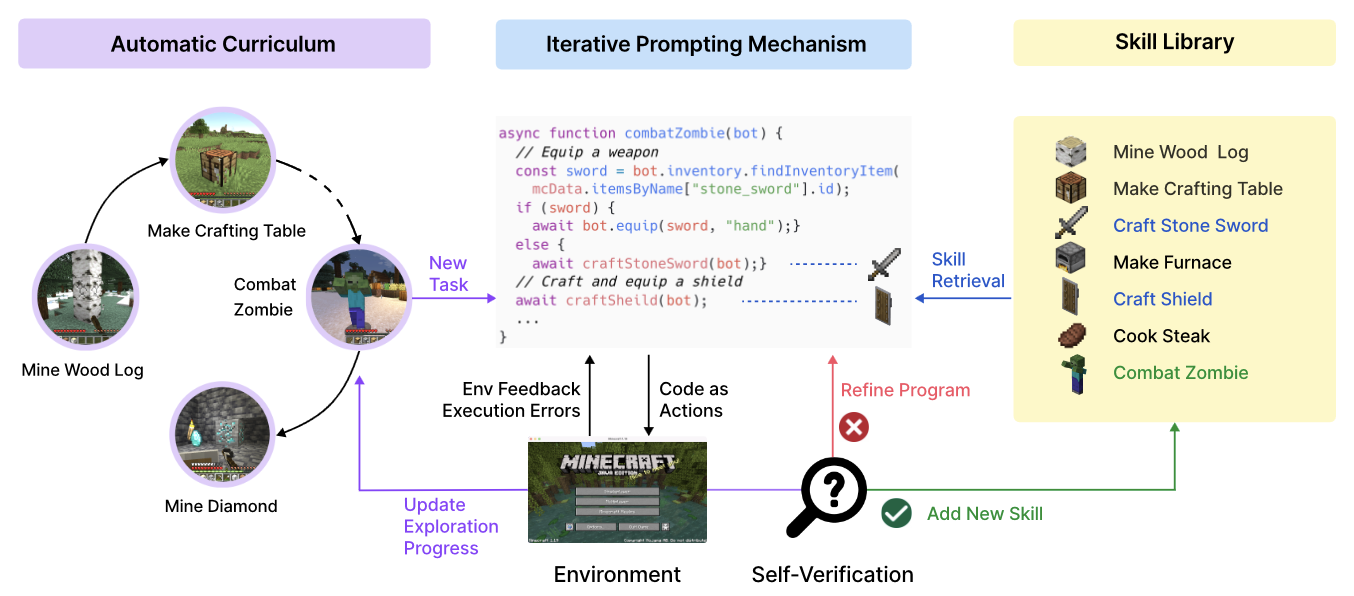 Automatic Curriculum
Iterative Prompting Mechanism
Skill Library
Make Crafting Table
Mine Wood Log
Combat
Zombie
Mine Diamond
New
Task
async function combatZombie(bot) {
// Equip a weapon
const sword = bot.inventory.findInventoryItem(
mcData.itemsByName["stone_sword"].id);
if (sword) {
await bot.equip(sword, "hand");}
else {
await craftStoneSword(bot);}
// Craft and equip a shield
await craftSheild(bot);
...
}
Skill
Retrieval
Mine Wood Log
Make Crafting Table
Craft Stone Sword
Make Furnace
Craft Shield
Cook Steak
Combat Zombie
Env Feedback
Execution Errors
Code as
Actions
Refine Program
Update
Exploration
Progress
MINECRAFT
JAVA EDITION
Environment
?
Self-Verification
Add New Skill